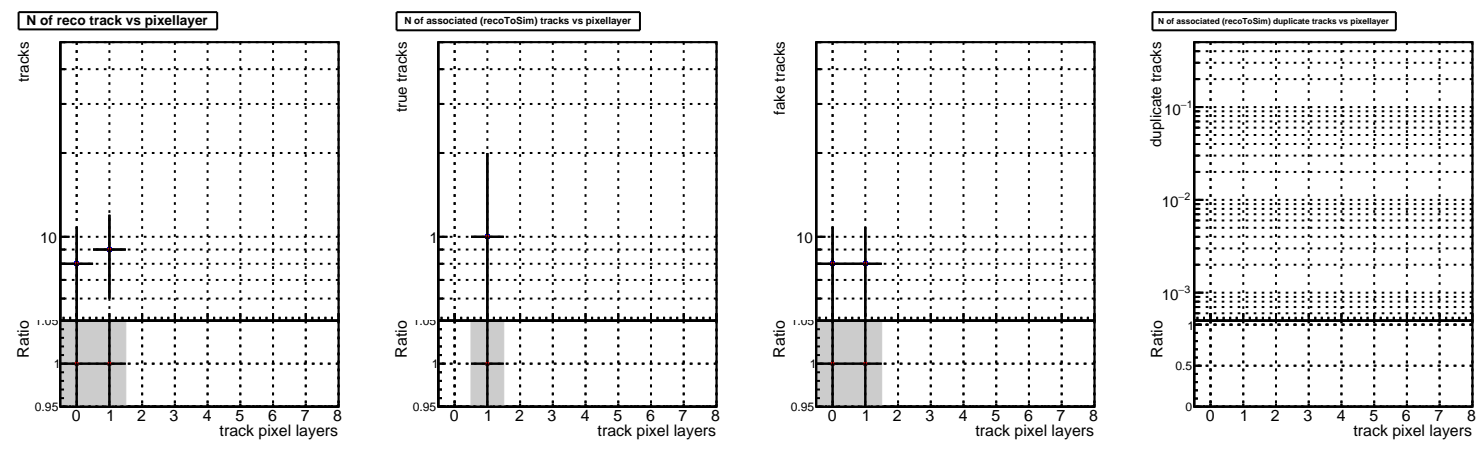 N of reco track vs pixellayer
tracks
10
Ratio
1.05
1
0.95
0 1 2 3 4 5 6 7 8
track pixel layers
N of associated (recoToSim) tracks vs pixellayer
true tracks
1
Ratio
1.05
1
0.95
0 1 2 3 4 5 6 7 8
track pixel layers
fake tracks
10
Ratio
1.05
1
0.95
0 1 2 3 4 5 6 7 8
track pixel layers
N of associated (recoToSim) duplicate tracks vs pixellayer
duplicate tracks
10⁻¹
10⁻²
10⁻³
Ratio
1
0.5
0
0 1 2 3 4 5 6 7 8
track pixel layers